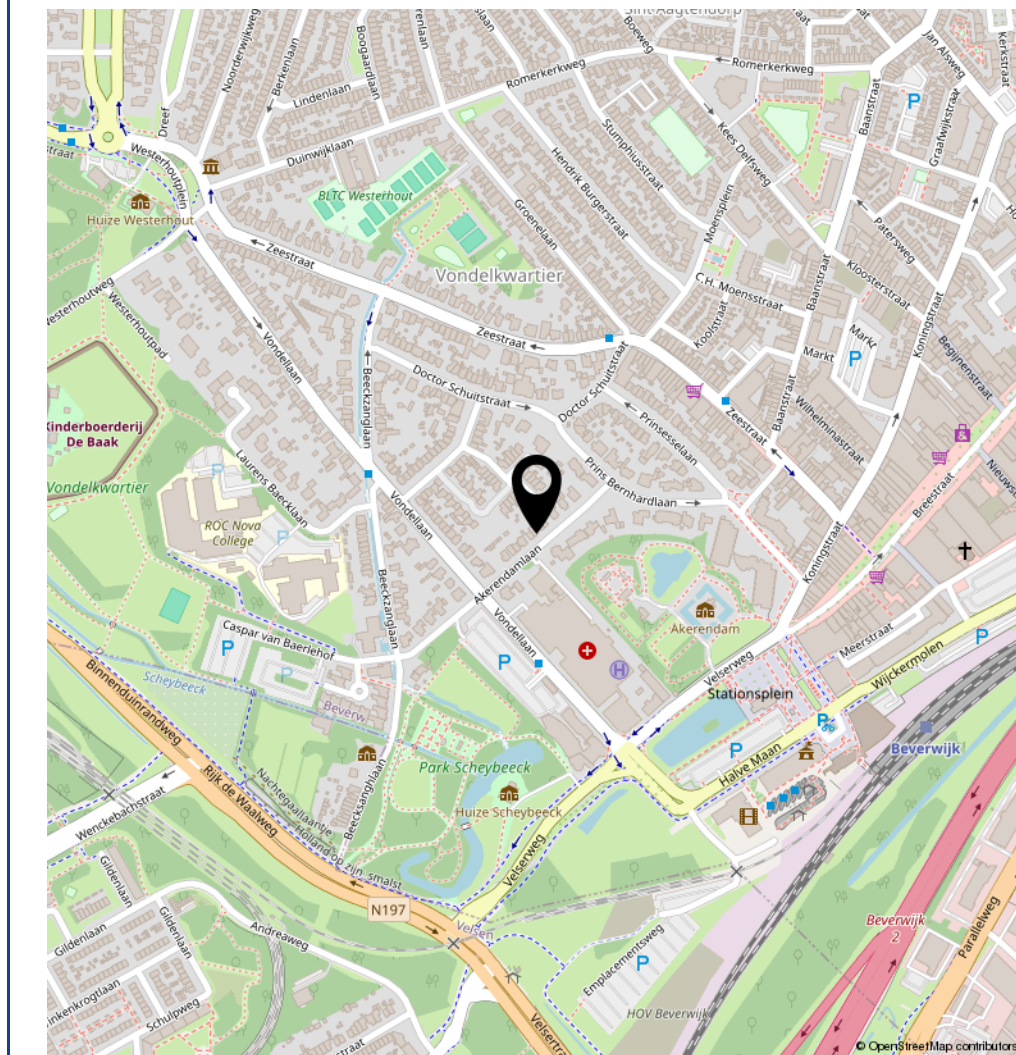 Sint Aagtendorp
Noorderwijkweg
Berkenlaan
Boogaardlaan
Boeweg
Jan Alsweg
Kerkstraat
Romerkerkweg
Romerkerkweg
Lindenlaan
Dreef
P
Baanstraat
Graafwijkstraat
Westerhoutplein
Duinwijklaan
Stumphiusstraat
Kees Delfsweg
Hendrik Burgerstraat
BLTC Westerhout
Huize Westerhout
Groenelaan
Moensplein
Patersweg
Kloosterstraat
Zeestraat
Vondelkwartier
C.H. Moensstraat
Baanstraat
Koningstraat
Westerhoutpad
Koolstraat
Markt
Markt
P
Zeestraat
Begijnenstraat
Vondellaan
Beeckzanglaan
Doctor Schuitstraat
Doctor Schuitstraat
Baanstraat
Wilhelminastraat
Zeestraat
Prinsesselaan
Kinderboerderij
De Baak
Laurens Baecklaan
P
Prins Bernhardlaan
Breestraat
Vondelkwartier
Vondellaan
ROC Nova
College
P
Koningstraat
Akerendamlaan
Beeckzanglaan
Vondellaan
Akerendam
Caspar van Baerlehof
P
P
P
H
Velserweg
Meerstraat
P
Wijckermolen
Scheybeeck
Binnenduinrandweg
Stationsplein
Beverw
P
P
Beverwijk
Halve Maan
Park Scheybeeck
Huize Scheybeeck
Rijk de Waalweg
Nachtegaallaantje
Holland op zijn smalst
Beecksanghlaan
Wenckebachstraat
Velserweg
N197
Velsen
Gildenlaan
Gildenlaan
Andreaweg
Beverwijk
2
Parallelweg
Emplacementsweg
P
Schulpweg
HOV Beverwijk
© OpenStreetMap contributors